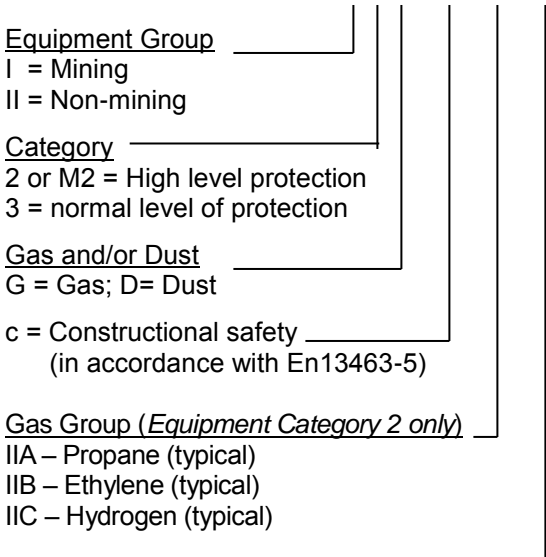 Equipment Group
I = Mining
II = Non-mining
Category
2 or M2 = High level protection
3 = normal level of protection
Gas and/or Dust
G = Gas; D= Dust
c = Constructional safety
(in accordance with En13463-5)
Gas Group (Equipment Category 2 only)
IIA – Propane (typical)
IIB – Ethylene (typical)
IIC – Hydrogen (typical)